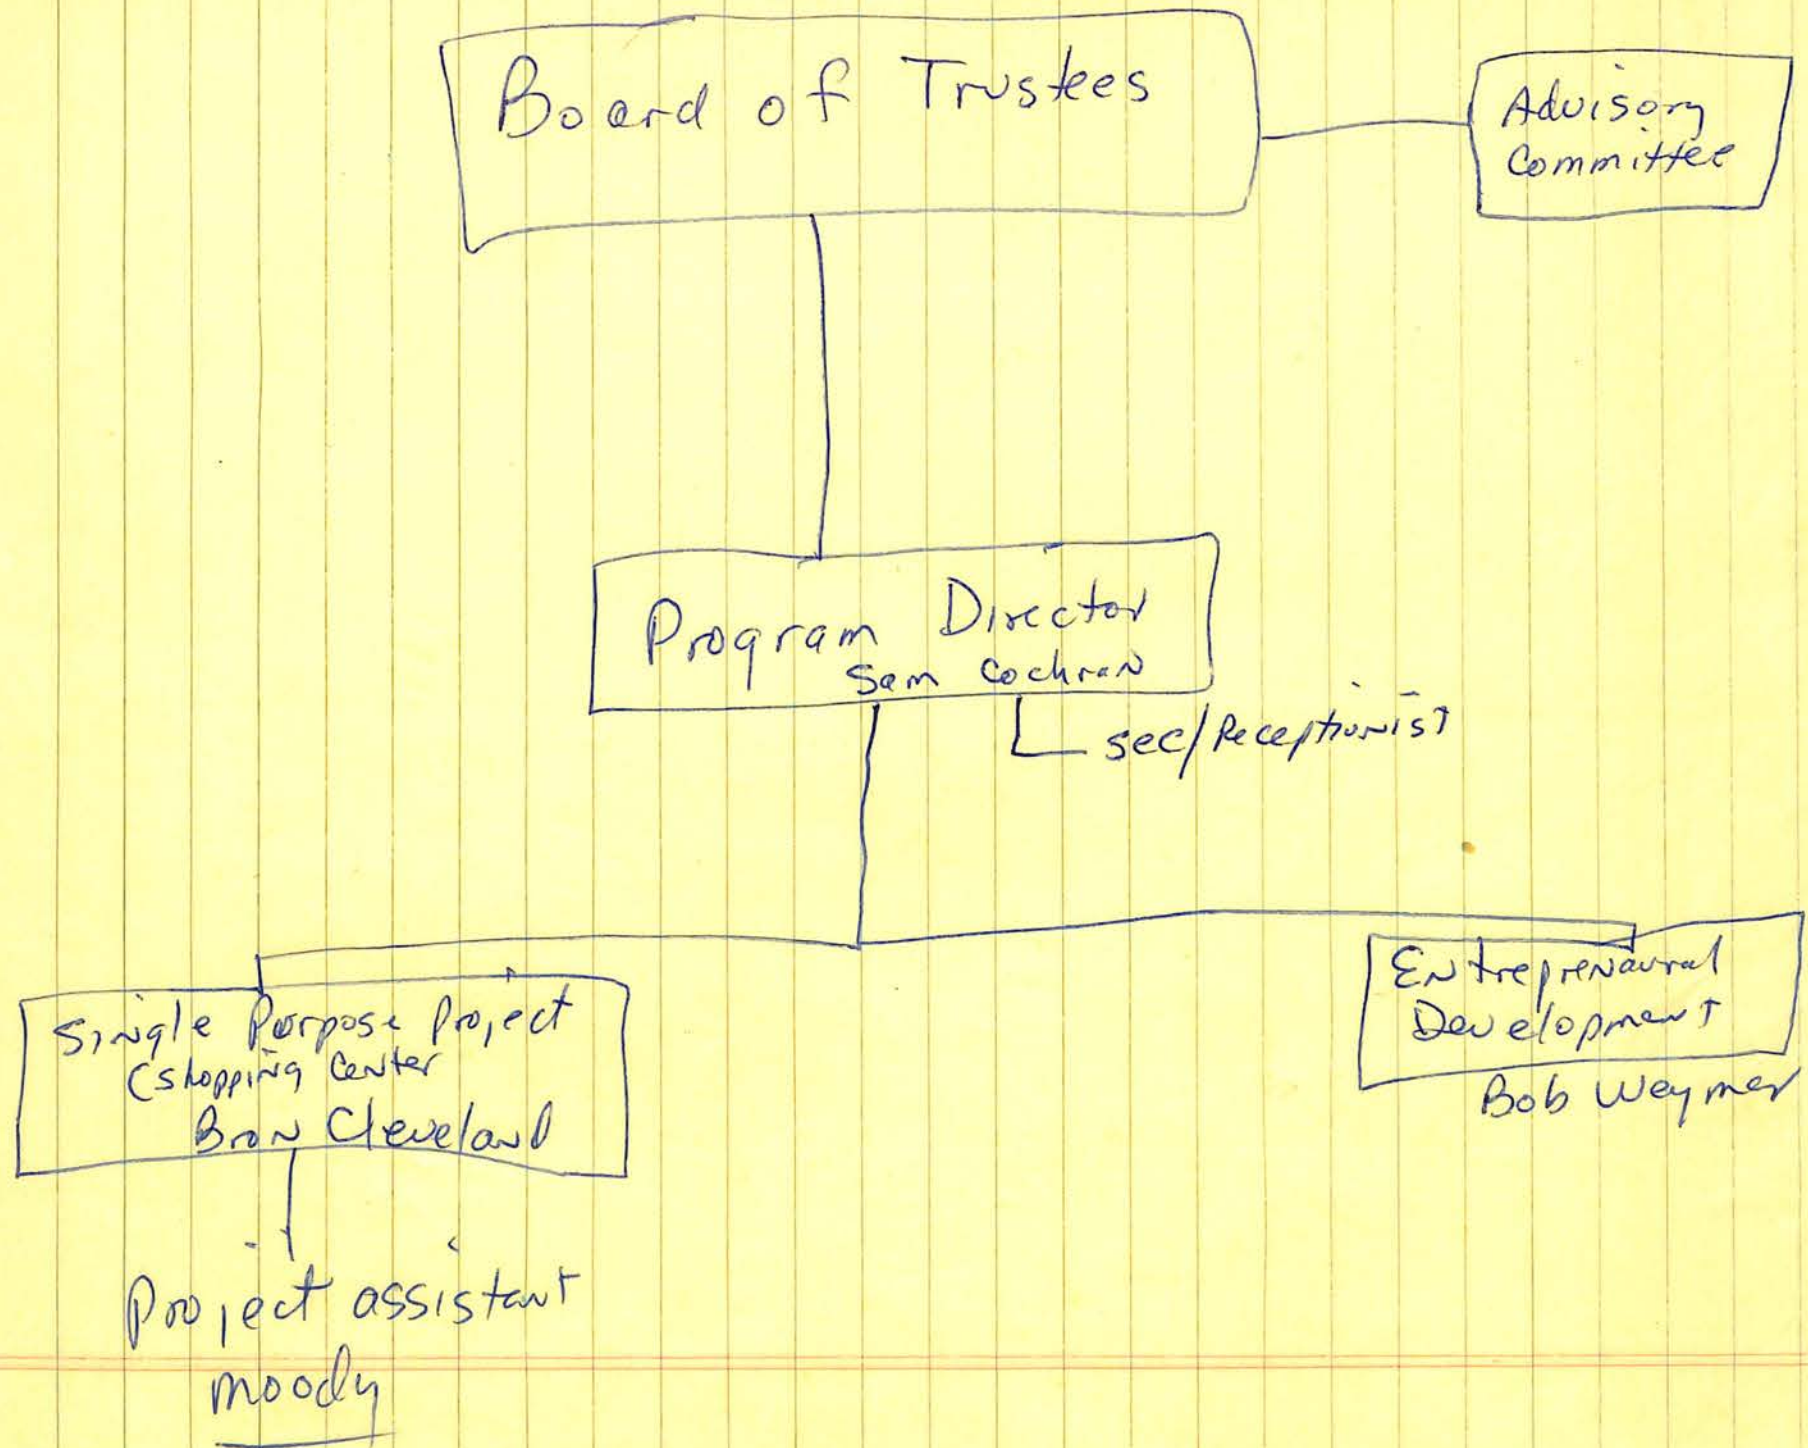 Board of Trustees
Advisory
Committee
Program Director
Sam Cochran
sec/Receptionist
Single Purpose Project
(shopping Center
Bron Cleveland
Entreprenaural
Development
Bob Weymer
Project assistant
moody